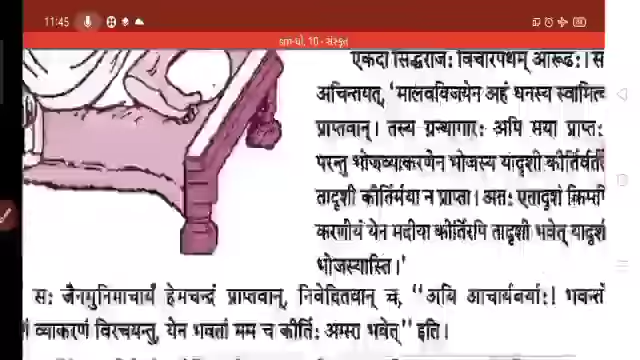 11:45
ધાન-ધો, 10 - સંસ્કૃત
एकदा सिद्धराजः विचारपथम् आरूढः। स
अचिन्तयत्, 'मालवविजयेन अहं धनस्य स्वामित्व
प्राप्तवान्। तस्य ग्रन्थागारः अपि मया प्राप्तः
परन्तु भोजव्याकरणेन भोजस्य यादृशी कीर्तिर्वर्त
तादृशी कीर्तिर्मया न प्राप्ता। अतः एतादृशं किमपी
करणीयं येन मदीया कीर्तिरपि तादृशी भवेत् यादृशी
भोजस्यास्ति।'
सः जैनमुनिमाचार्यं हेमचन्द्रं प्राप्तवान्, निवेदितवान् च, "अयि आचार्यवर्याः! भवन्त
व्याकरणं विरचयन्तु, येन भवतां मम च कीर्तिः अमरा भवेत्" इति।